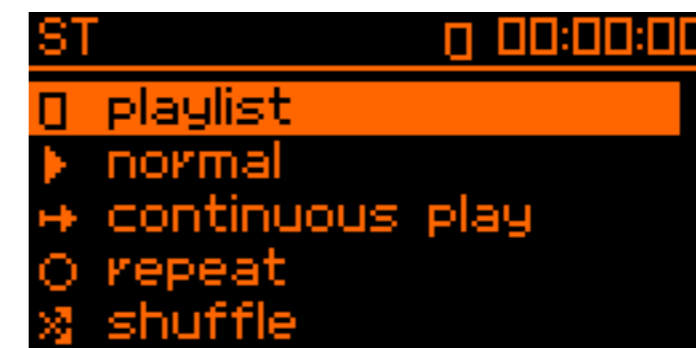 ST 00:00:00
playlist
normal
continuous play
repeat
shuffle